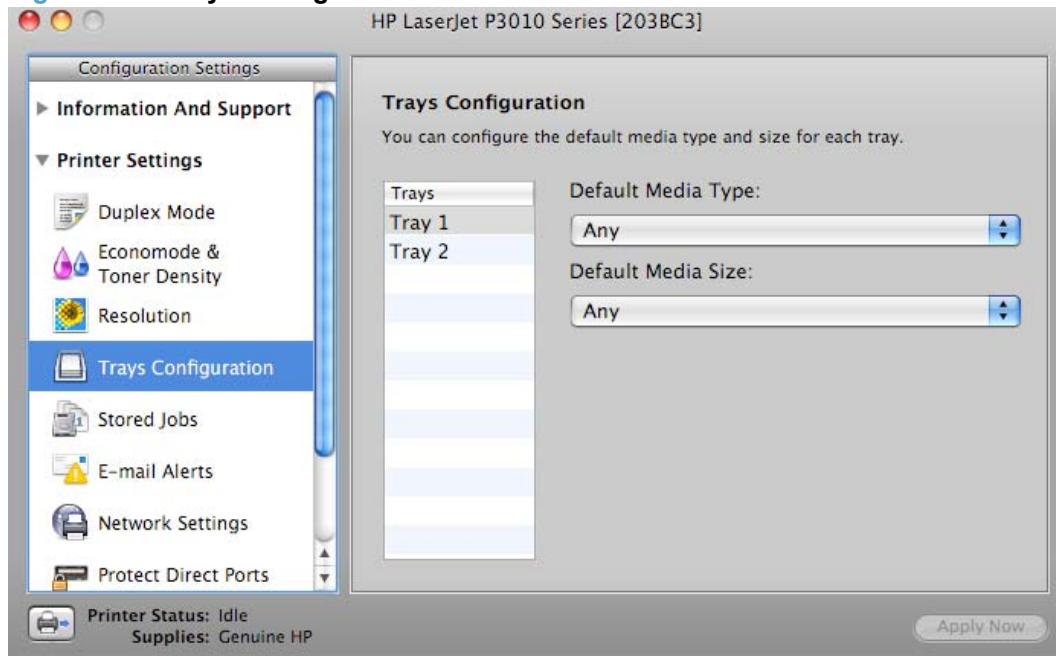 HP LaserJet P3010 Series [203BC3]
Configuration Settings
Information And Support
Printer Settings
Duplex Mode
Economode &
Toner Density
Resolution
Trays Configuration
Stored Jobs
E-mail Alerts
Network Settings
Protect Direct Ports
Trays Configuration
You can configure the default media type and size for each tray.
Trays
Tray 1
Tray 2
Default Media Type:
Any
Default Media Size:
Any
Printer Status: Idle
Supplies: Genuine HP
Apply Now